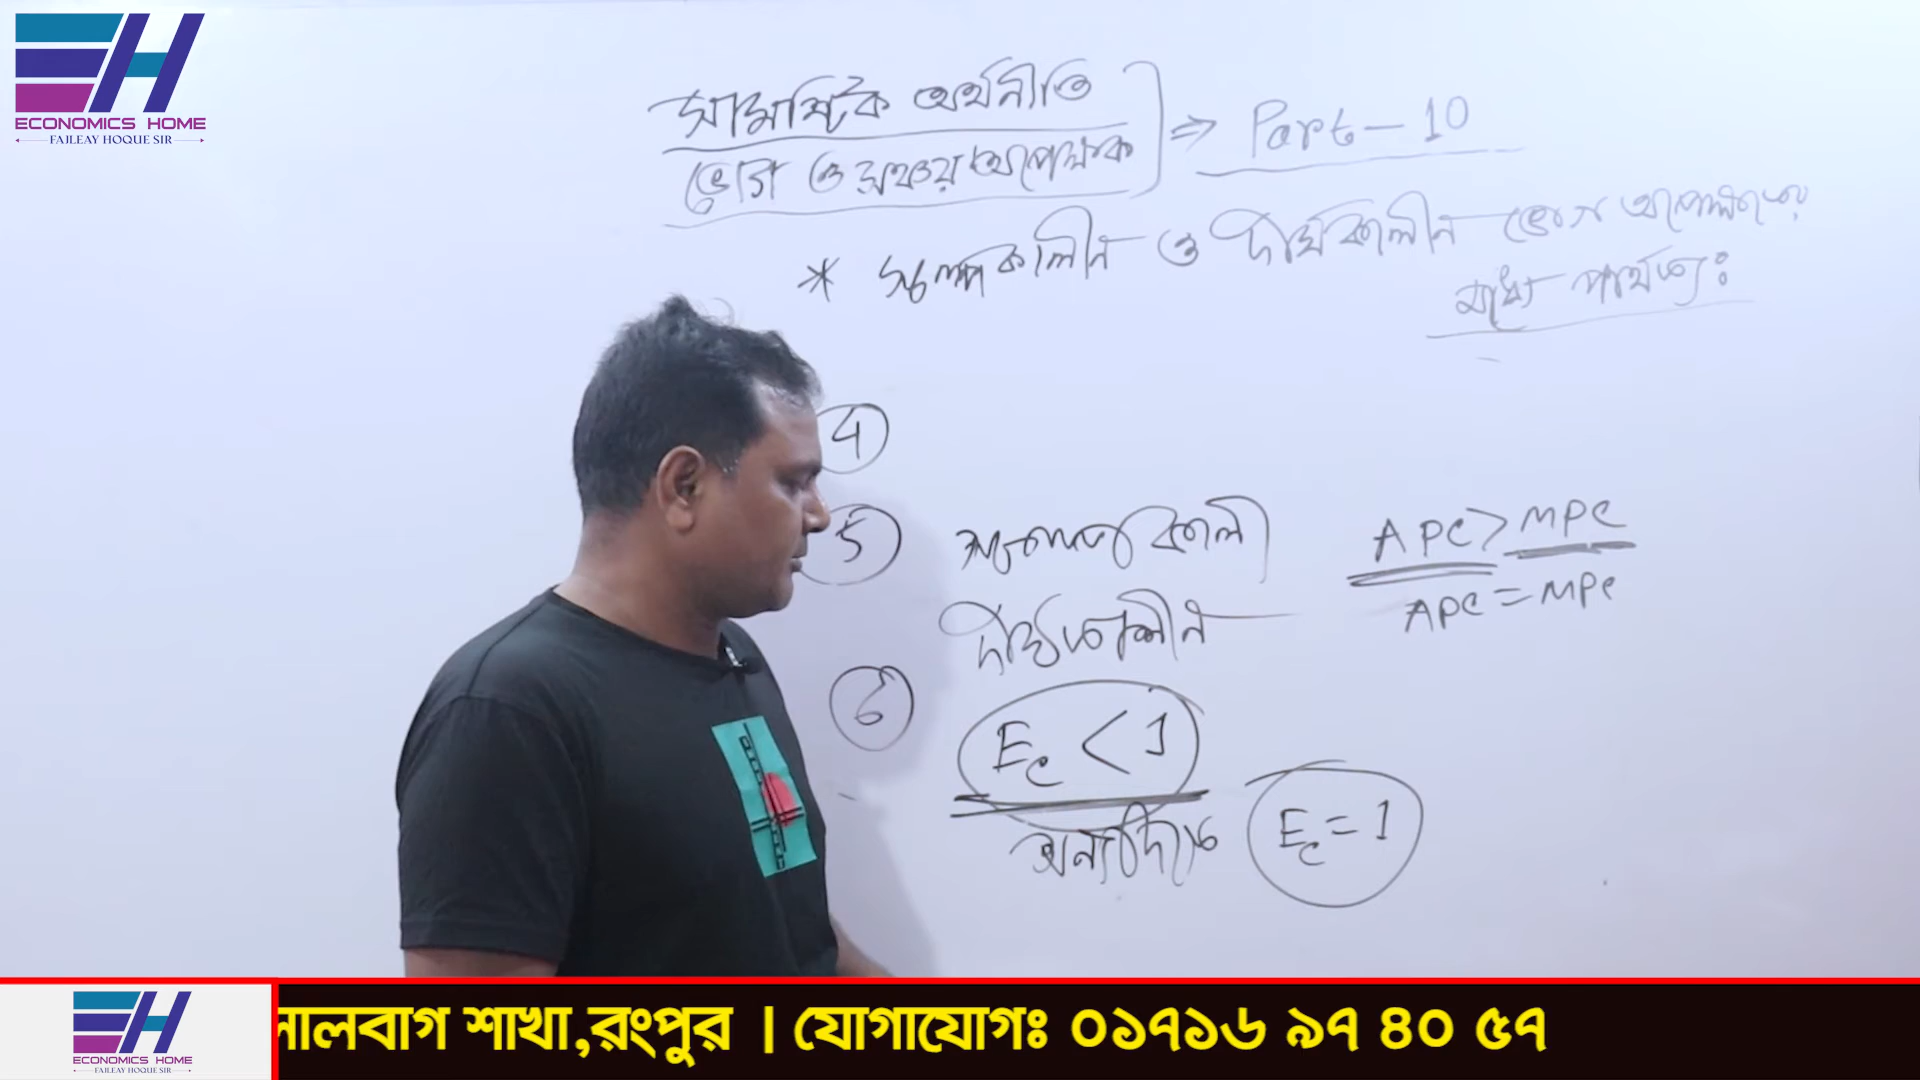 ECONOMICS HOME
FAJLEAY HOQUE SIR
সামষ্টিক অর্থনীতি
ভোগ ও সঞ্চয় অপেক্ষক
⇒ Part - 10
* স্বল্পকালীন ও দীর্ঘকালীন ভোগ অপেক্ষকের
মধ্যে পার্থক্যঃ
4
5
স্বল্পকালী
APC > MPC
দীর্ঘকালীন
APC = MPC
৬
Ec < 1
অন্যদিকে
Ec = 1
ECONOMICS HOME
FAJLEAY HOQUE SIR
লালবাগ শাখা,রংপুর । যোগাযোগঃ ০১৭১৬ ৯৭ ৪০ ৫৭